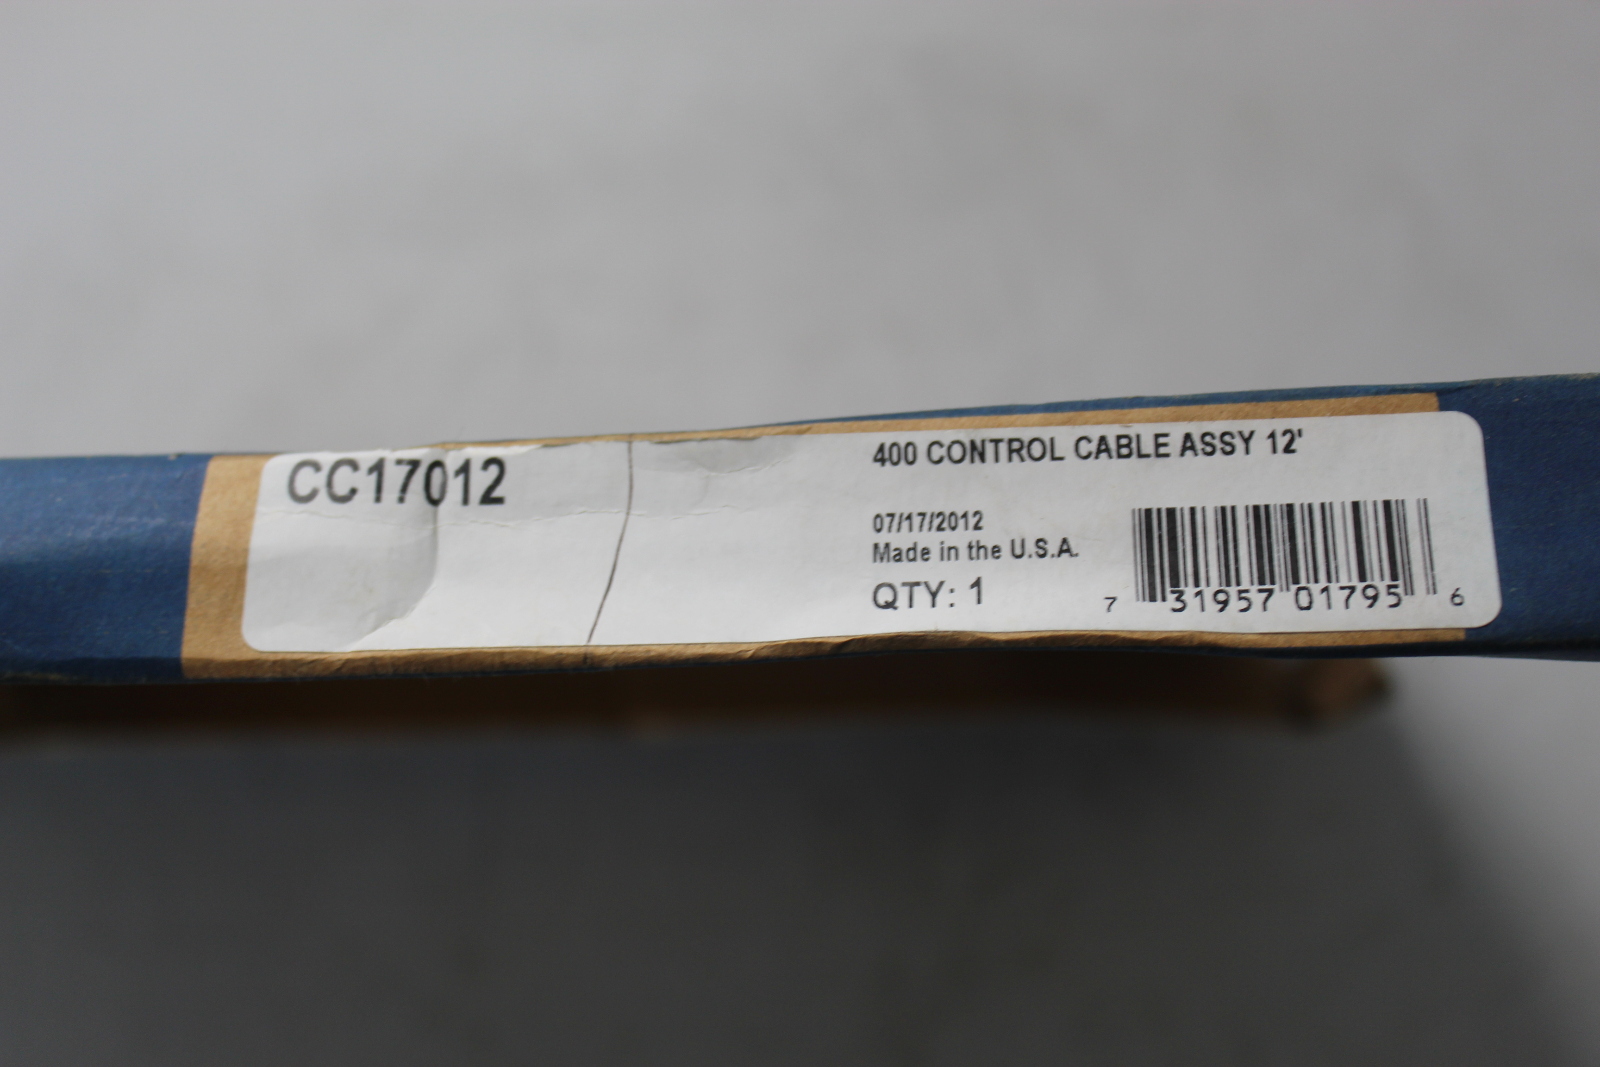 CC17012
400 CONTROL CABLE ASSY 12'
07/17/2012
Made in the U.S.A.
QTY: 1
7 31957 01795 6